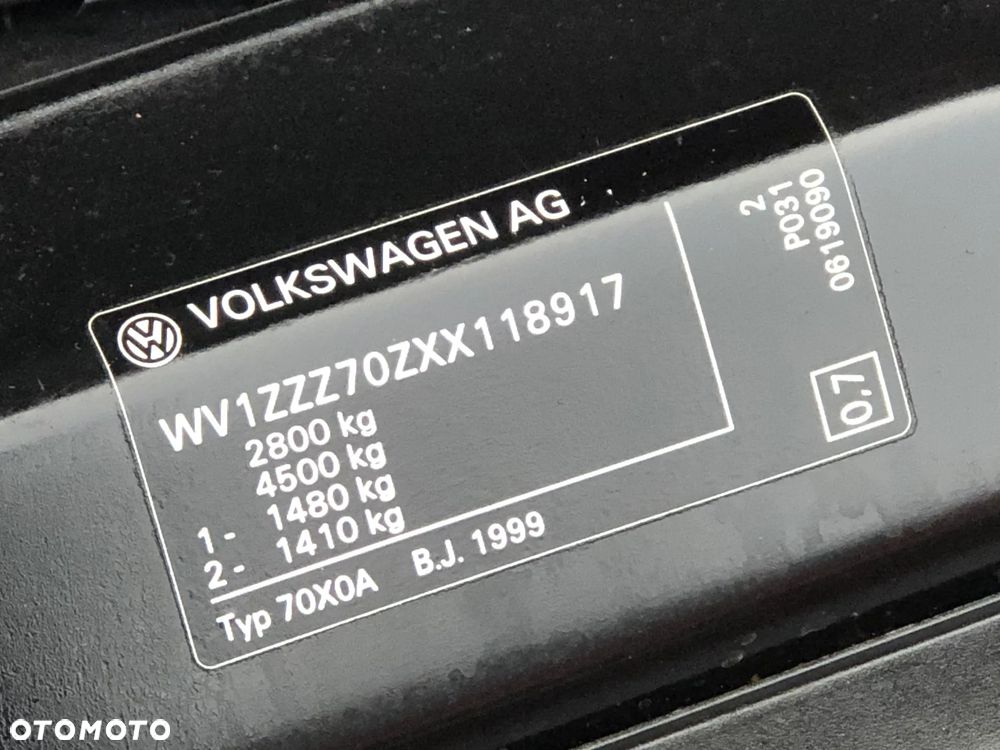 VOLKSWAGEN AG
WV1ZZZ70ZXX118917
2800 kg
4500 kg
1- 1480 kg
2- 1410 kg
Typ 70X0A B.J. 1999
2
P031
0619090
0,7
OTOMOTO